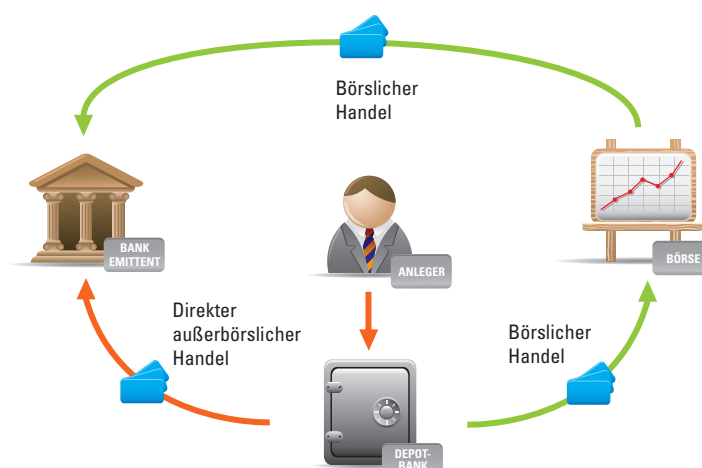 Börslicher
Handel
BANK
EMITTENT
ANLEGER
BÖRSE
Direkter
außerbörslicher
Handel
Börslicher
Handel
DEPOT-
BANK